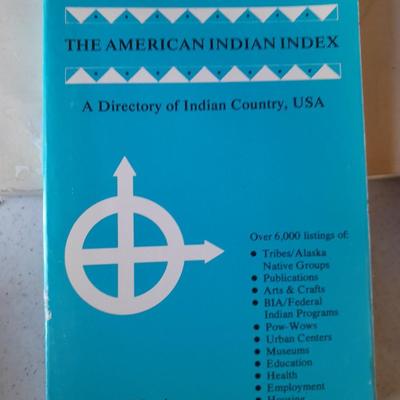 THE AMERICAN INDIAN INDEX
A Directory of Indian Country, USA
Over 6,000 listings of:
● Tribes/Alaska
Native Groups
● Publications
● Arts & Crafts
● BIA/Federal
Indian Programs
● Pow-Wows
● Urban Centers
● Museums
● Education
● Health
● Employment
● Housing